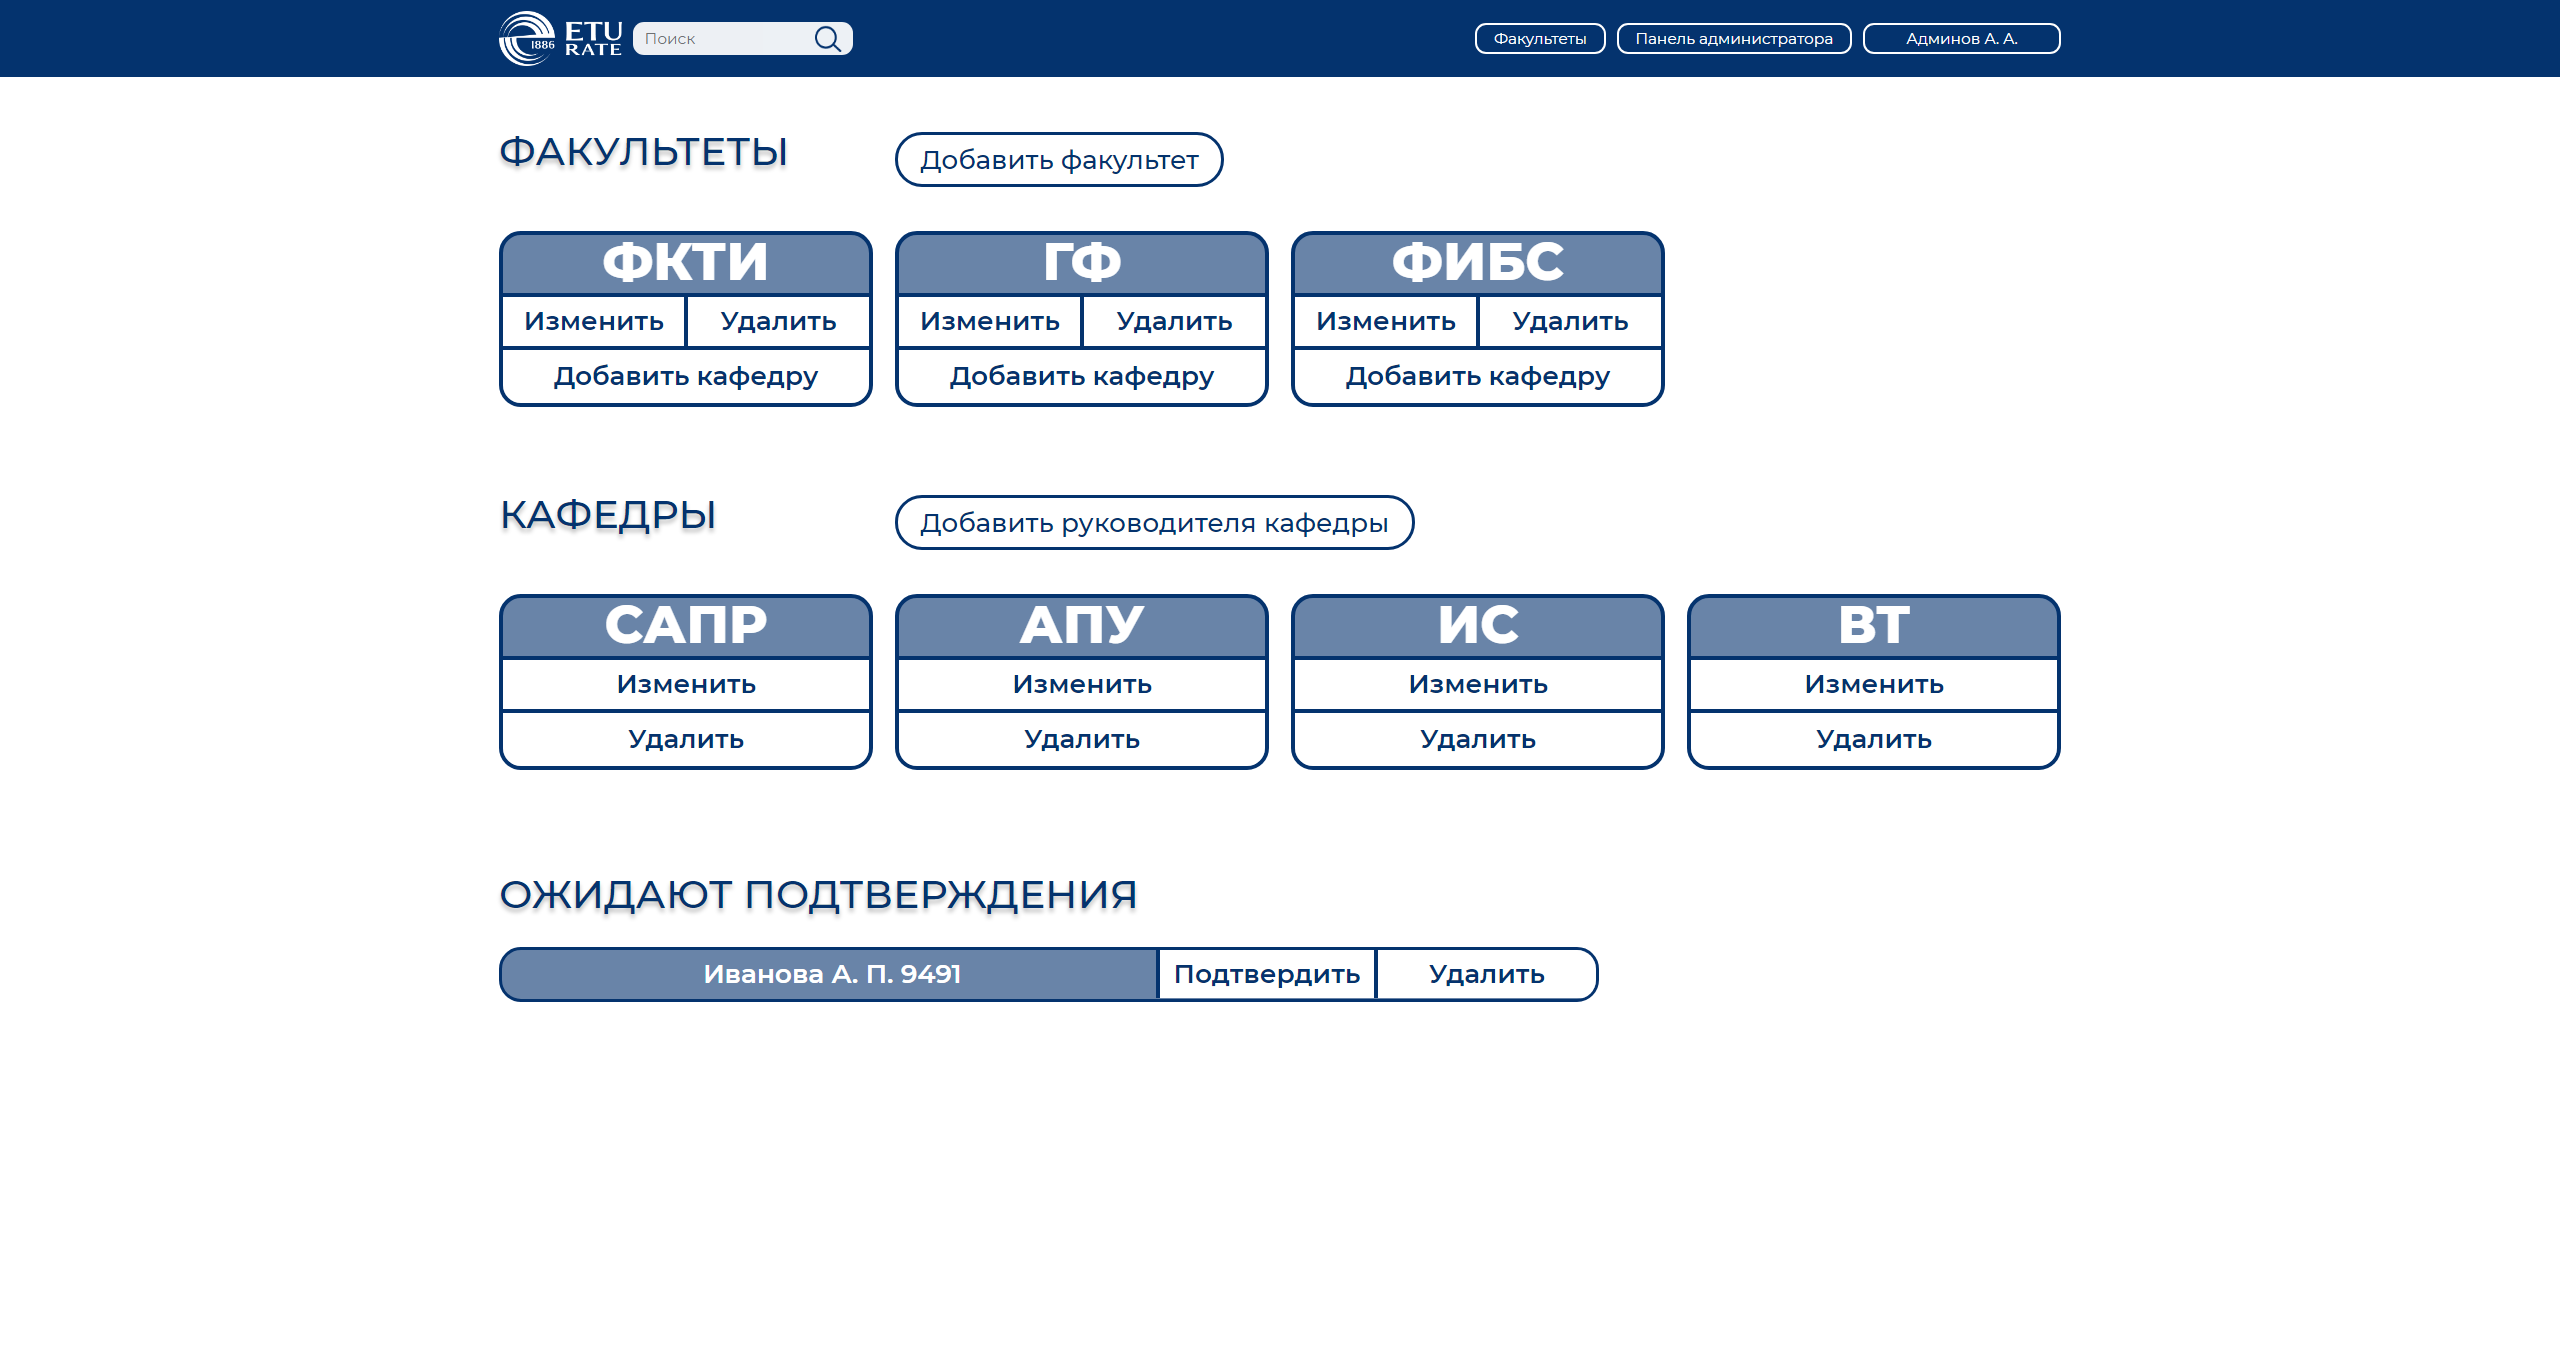 1886 ETU RATE Поиск Факультеты Панель администратора Админов А. А.
ФАКУЛЬТЕТЫ Добавить факультет
ФКТИ ГФ ФИБС
Изменить Удалить Изменить Удалить Изменить Удалить
Добавить кафедру Добавить кафедру Добавить кафедру
КАФЕДРЫ Добавить руководителя кафедры
САПР АПУ ИС ВТ
Изменить Изменить Изменить Изменить
Удалить Удалить Удалить Удалить
ОЖИДАЮТ ПОДТВЕРЖДЕНИЯ
Иванова А. П. 9491 Подтвердить Удалить